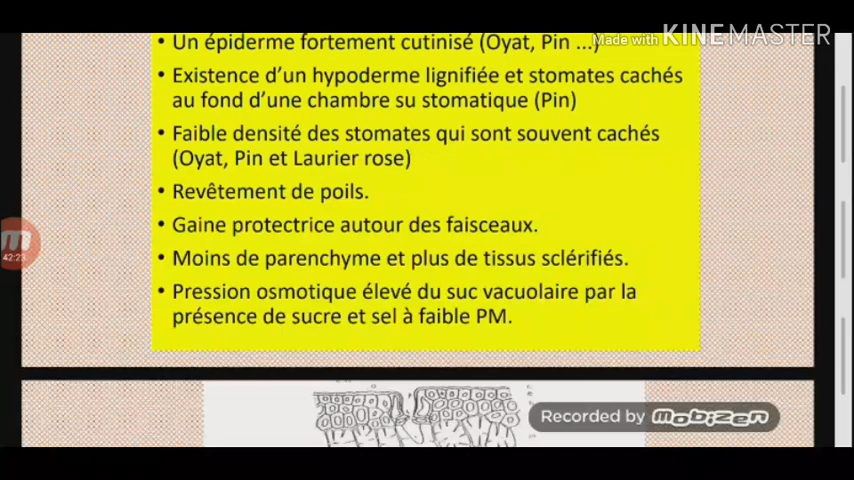 • Un épiderme fortement cutinisé (Oyat, Pin ...)
Made with KINEMASTER
• Existence d'un hypoderme lignifiée et stomates cachés
au fond d'une chambre su stomatique (Pin)
• Faible densité des stomates qui sont souvent cachés
(Oyat, Pin et Laurier rose)
• Revêtement de poils.
• Gaine protectrice autour des faisceaux.
42:23
• Moins de parenchyme et plus de tissus sclérifiés.
• Pression osmotique élevé du suc vacuolaire par la
présence de sucre et sel à faible PM.
Recorded by mobizen